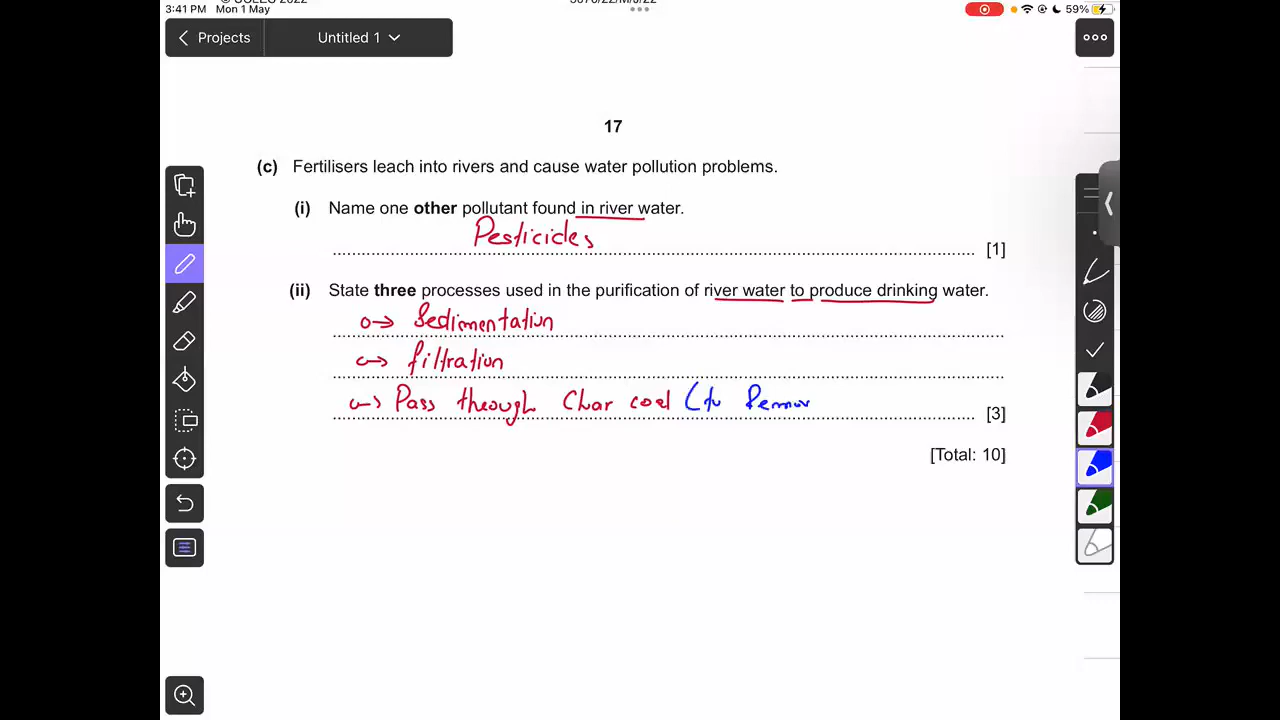 3:41 PM Mon 1 May
59%
Projects
Untitled 1
17
(c) Fertilisers leach into rivers and cause water pollution problems.
(i) Name one other pollutant found in river water.
Pesticides
[1]
(ii) State three processes used in the purification of river water to produce drinking water.
Sedimentation
filtration
Pass through Char coal (to Remov
[3]
[Total: 10]